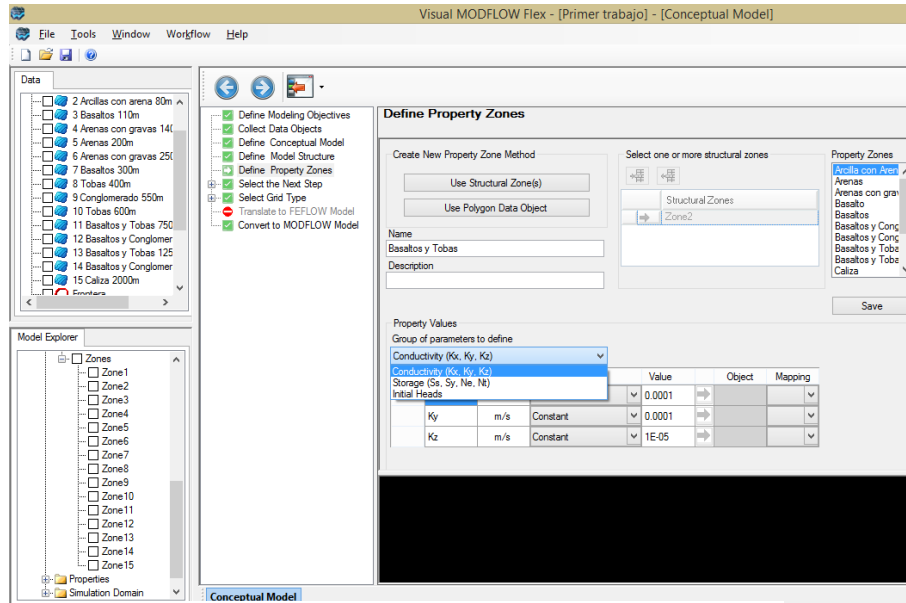 Visual MODFLOW Flex - [Primer trabajo] - [Conceptual Model]
File Tools Window Workflow Help
Data
2 Arcillas con arena 80m
3 Basaltos 110m
4 Arenas con gravas 140
5 Arenas 200m
6 Arenas con gravas 250
7 Basaltos 300m
8 Tobas 400m
9 Conglomerado 550m
10 Tobas 600m
11 Basaltos y Tobas 750
12 Basaltos y Conglomer
13 Basaltos y Tobas 125
14 Basaltos y Conglomer
15 Caliza 2000m
Frontera
Model Explorer
Zones
Zone1
Zone2
Zone3
Zone4
Zone5
Zone6
Zone7
Zone8
Zone9
Zone10
Zone11
Zone12
Zone13
Zone14
Zone15
Properties
Simulation Domain
Define Modeling Objectives
Collect Data Objects
Define Conceptual Model
Define Model Structure
Define Property Zones
Select the Next Step
Select Grid Type
Translate to FEFLOW Model
Convert to MODFLOW Model
Define Property Zones
Create New Property Zone Method
Use Structural Zone(s)
Use Polygon Data Object
Name
Basaltos y Tobas
Description
Select one or more structural zones
Structural Zones
Zone2
Property Zones
Arcilla con Aren
Arenas
Arenas con grav
Basalto
Basaltos
Basaltos y Cong
Basaltos y Cong
Basaltos y Toba
Basaltos y Toba
Caliza
Save
Property Values
Group of parameters to define
Conductivity (Kx, Ky, Kz)
Conductivity (Kx, Ky, Kz)
Storage (Ss, Sy, Ne, Nt)
Initial Heads
Value Object Mapping
0.0001
Ky m/s Constant 0.0001
Kz m/s Constant 1E-05
Conceptual Model